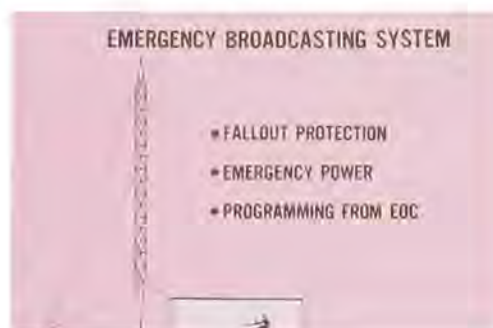 EMERGENCY BROADCASTING SYSTEM
*FALLOUT PROTECTION
*EMERGENCY POWER
*PROGRAMMING FROM EOC